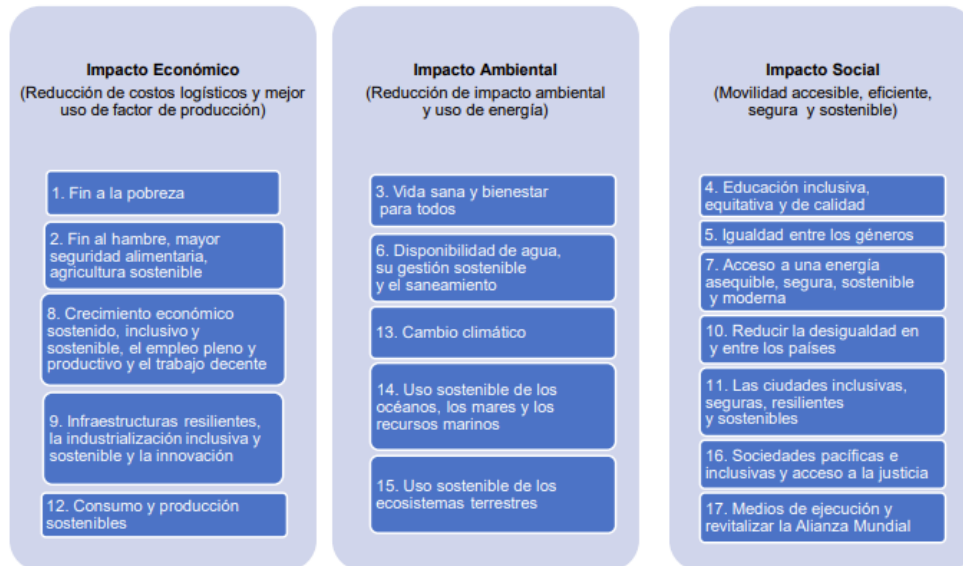 Impacto Económico
(Reducción de costos logísticos y mejor
uso de factor de producción)
1. Fin a la pobreza
2. Fin al hambre, mayor
seguridad alimentaria,
agricultura sostenible
8. Crecimiento económico
sostenido, inclusivo y
sostenible, el empleo pleno y
productivo y el trabajo decente
9. Infraestructuras resilientes,
la industrialización inclusiva y
sostenible y la innovación
12. Consumo y producción
sostenibles
Impacto Ambiental
(Reducción de impacto ambiental
y uso de energía)
3. Vida sana y bienestar
para todos
6. Disponibilidad de agua,
su gestión sostenible
y el saneamiento
13. Cambio climático
14. Uso sostenible de los
océanos, los mares y los
recursos marinos
15. Uso sostenible de los
ecosistemas terrestres
Impacto Social
(Movilidad accesible, eficiente,
segura y sostenible)
4. Educación inclusiva,
equitativa y de calidad
5. Igualdad entre los géneros
7. Acceso a una energía
asequible, segura, sostenible
y moderna
10. Reducir la desigualdad en
y entre los países
11. Las ciudades inclusivas,
seguras, resilientes
y sostenibles
16. Sociedades pacíficas e
inclusivas y acceso a la justicia
17. Medios de ejecución y
revitalizar la Alianza Mundial